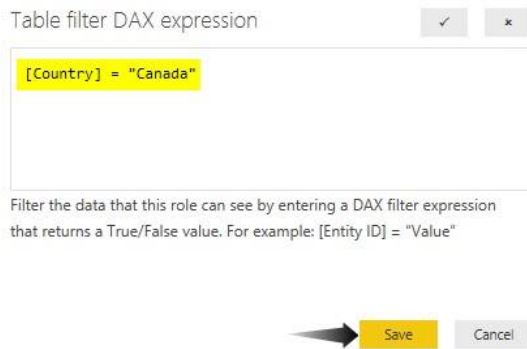 Table filter DAX expression
[Country] = "Canada"
Filter the data that this role can see by entering a DAX filter expression
that returns a True/False value. For example: [Entity ID] = "Value"
Save Cancel